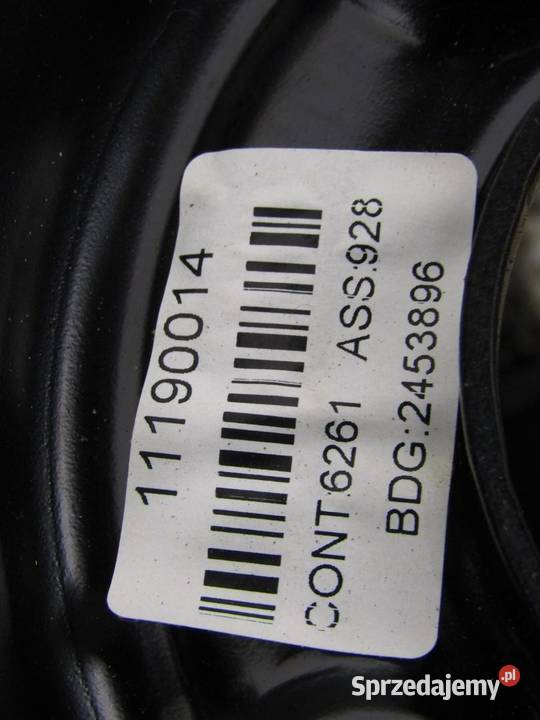 11190014
CONT 6261 ASS:928
BDG:2453896
Sprzedajemy.pl